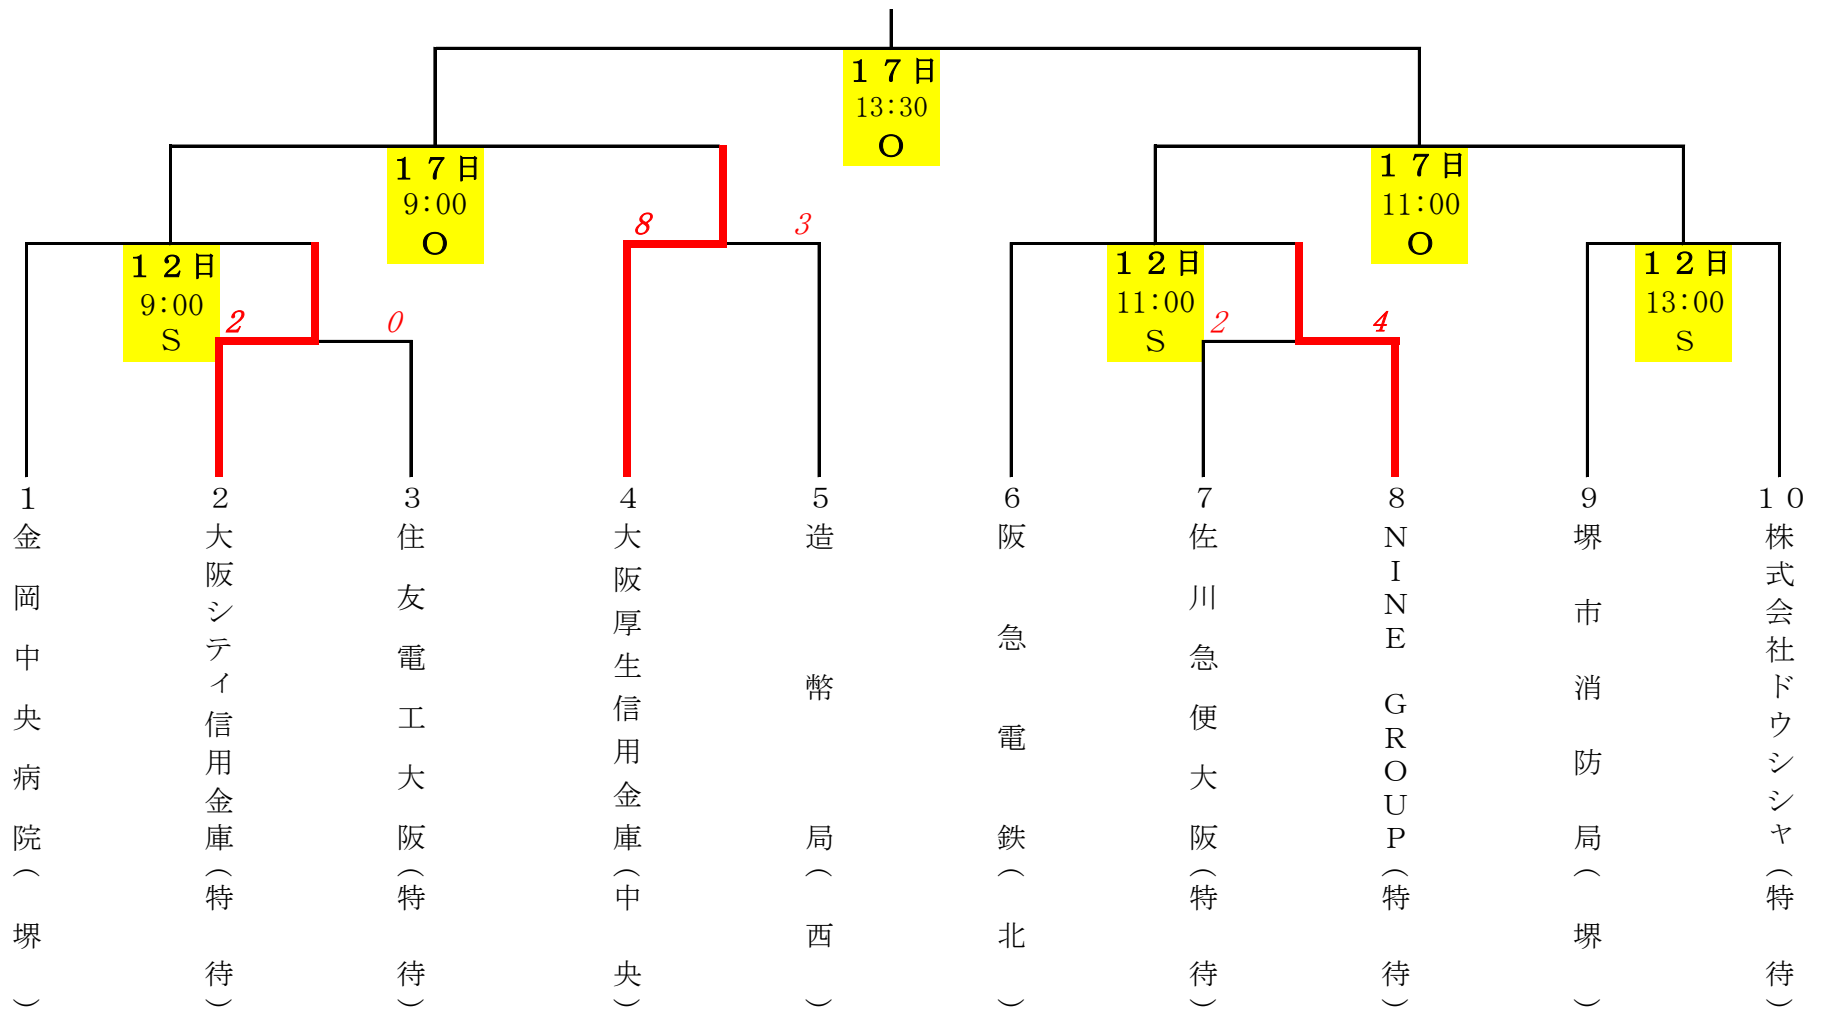 １７日
13:30
Ｏ
１７日
9:00
Ｏ
１７日
11:00
Ｏ
8
3
１２日
9:00
Ｓ
１２日
11:00
Ｓ
１２日
13:00
Ｓ
2
0
2
4
１
２
３
４
５
６
７
８
９
１０
金岡中央病院（堺）
大阪シティ信用金庫（特待）
住友電工大阪（特待）
大阪厚生信用金庫（中央）
造幣局（西）
阪急電鉄（北）
佐川急便大阪（特待）
ＮＩＮＥ　ＧＲＯＵＰ（特待）
堺市消防局（堺）
株式会社ドウシシャ（特待）